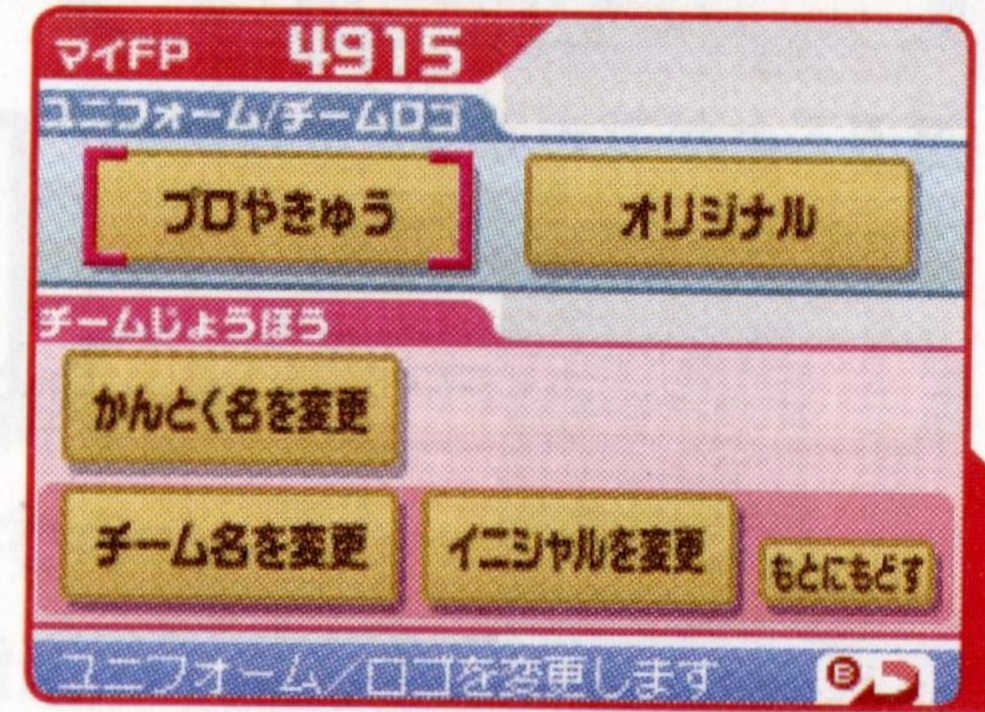 マイFP 4915
ユニフォーム/チームロゴ
プロやきゅう オリジナル
チームじょうほう
かんとく名を変更
チーム名を変更 イニシャルを変更 もとにもどす
ユニフォーム/ロゴを変更します B